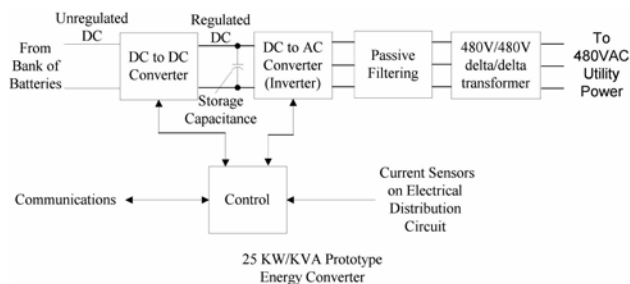 Unregulated
DC
Regulated
DC
To
480VAC
Utility
Power
From
Bank of
Batteries
DC to DC
Converter
DC to AC
Converter
(Inverter)
Passive
Filtering
480V/480V
delta/delta
transformer
Storage
Capacitance
Communications
Control
Current Sensors
on Electrical
Distribution
Circuit
25 KW/KVA Prototype
Energy Converter